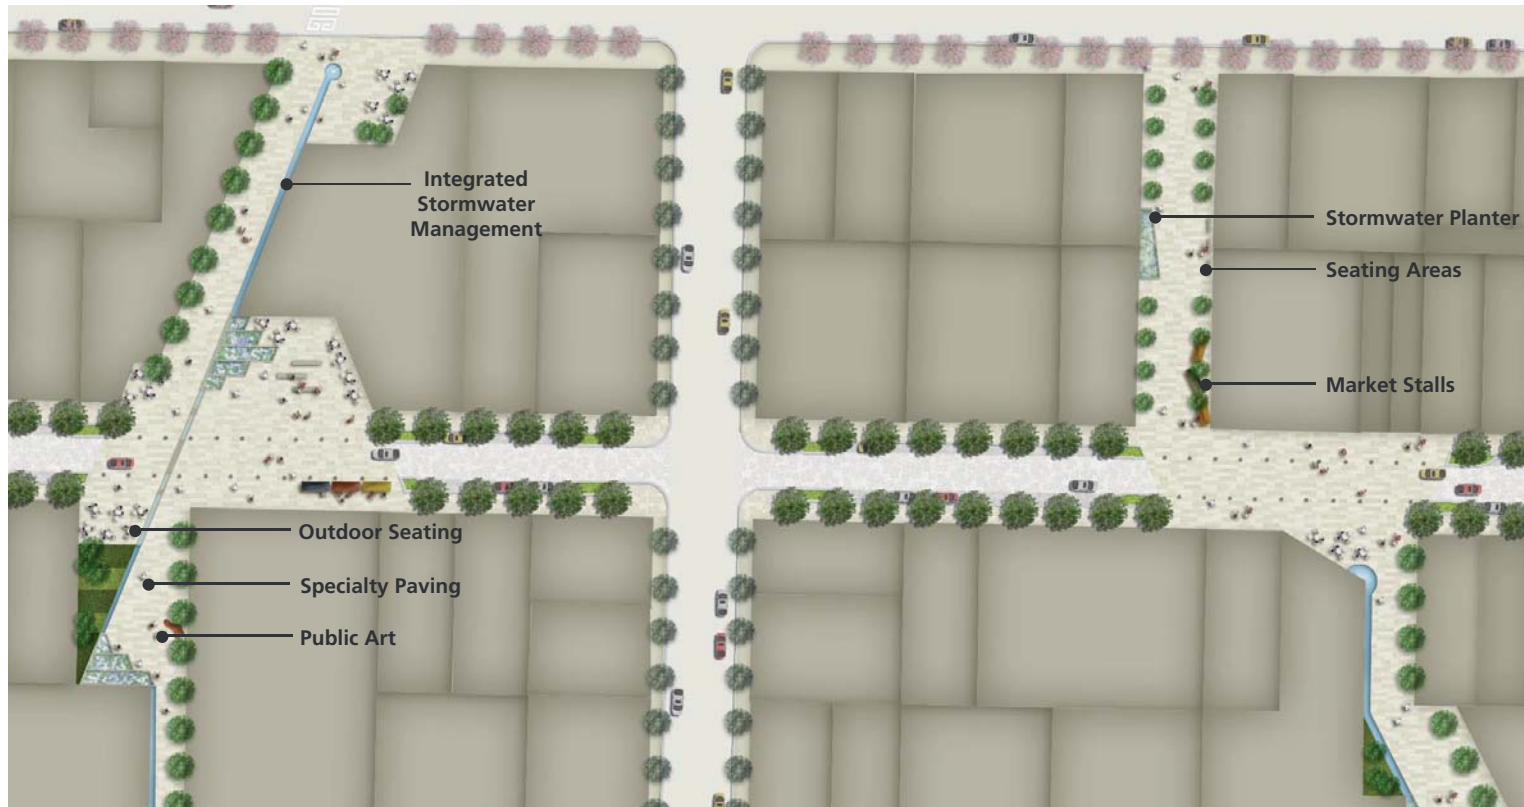 Integrated
Stormwater
Management
Stormwater Planter
Seating Areas
Market Stalls
Outdoor Seating
Specialty Paving
Public Art